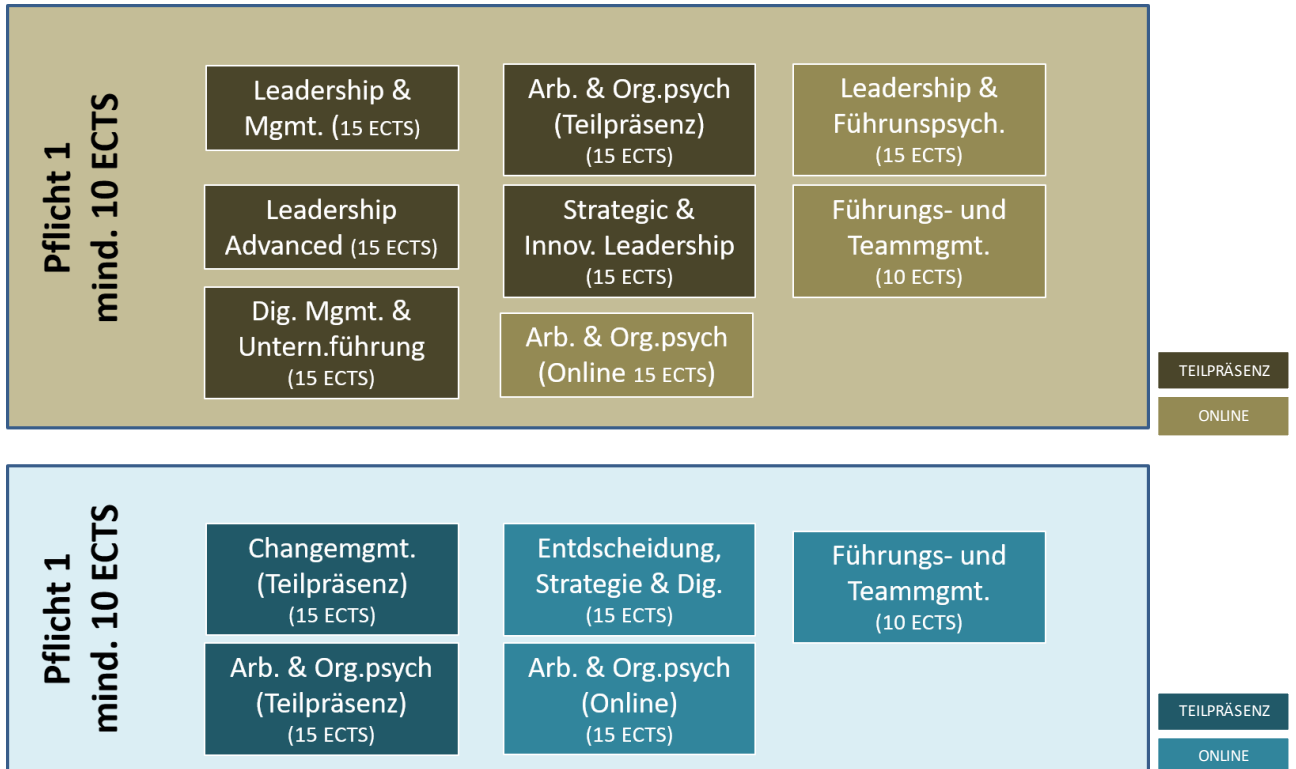 Pflicht 1
mind. 10 ECTS
Leadership &
Mgmt. (15 ECTS)
Arb. & Org.psych
(Teilpräsenz)
(15 ECTS)
Leadership &
Führunspsych.
(15 ECTS)
Leadership
Advanced (15 ECTS)
Strategic &
Innov. Leadership
(15 ECTS)
Führungs- und
Teammgmt.
(10 ECTS)
Dig. Mgmt. &
Untern.führung
(15 ECTS)
Arb. & Org.psych
(Online 15 ECTS)
TEILPRÄSENZ
ONLINE
Pflicht 1
mind. 10 ECTS
Changemgmt.
(Teilpräsenz)
(15 ECTS)
Entdscheidung,
Strategie & Dig.
(15 ECTS)
Führungs- und
Teammgmt.
(10 ECTS)
Arb. & Org.psych
(Teilpräsenz)
(15 ECTS)
Arb. & Org.psych
(Online)
(15 ECTS)
TEILPRÄSENZ
ONLINE